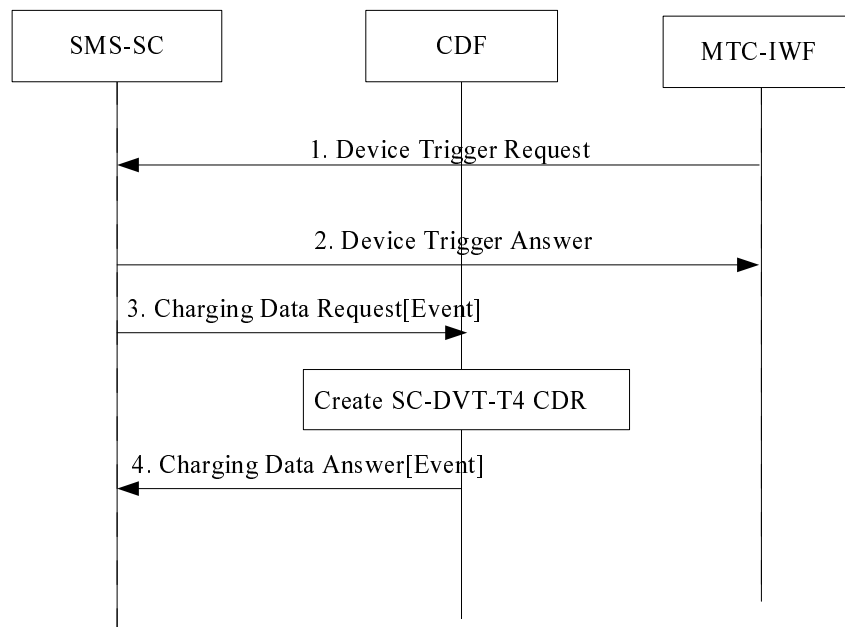 SMS-SC
CDF
MTC-IWF
1. Device Trigger Request
2. Device Trigger Answer
3. Charging Data Request[Event]
Create SC-DVT-T4 CDR
4. Charging Data Answer[Event]